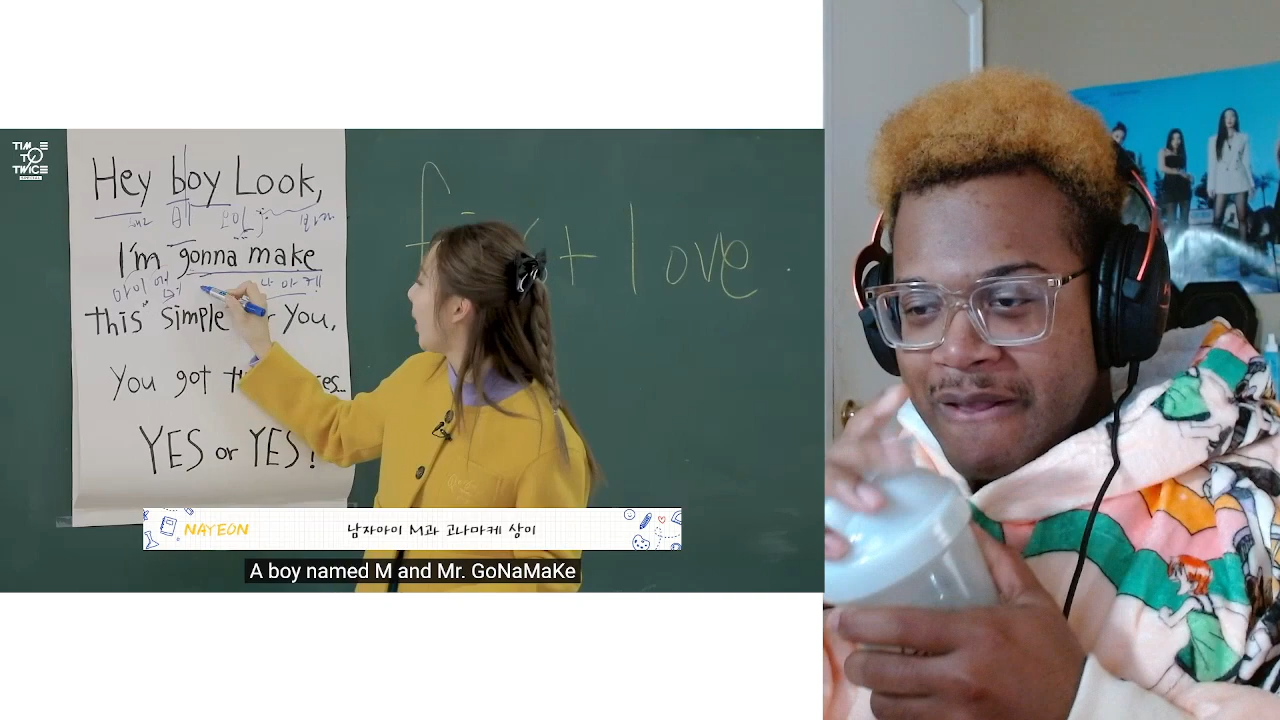 TIME
TO
TWICE
Hey boy Look,
I'm gonna make
this simple you,
You got
YES or YES!
love.
NAYEON
남자아이 M과 고나마케 상이
A boy named M and Mr. GoNaMaKe